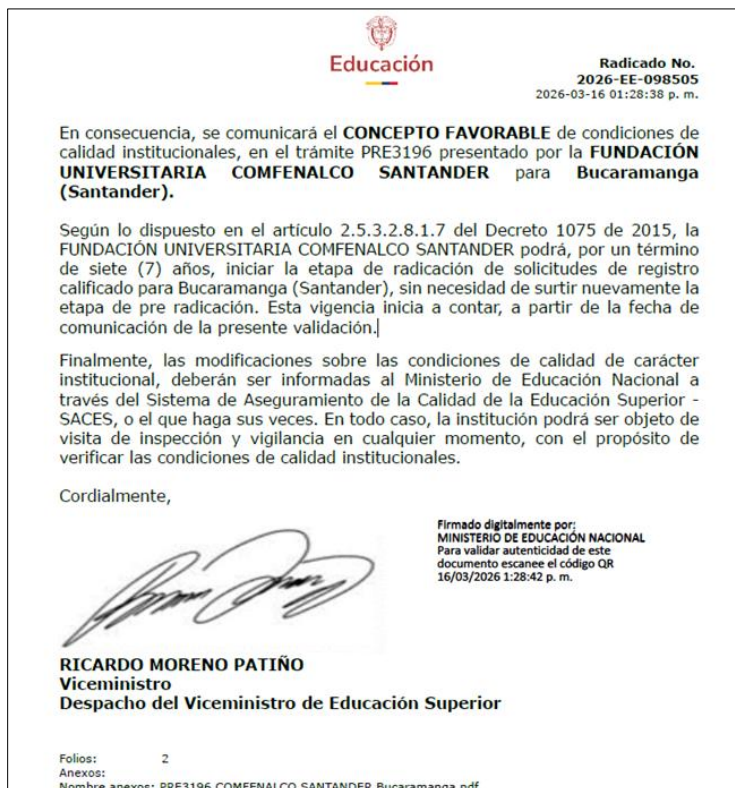 Educación
Radicado No.
2026-EE-098505
2026-03-16 01:28:38 p. m.
En consecuencia, se comunicará el CONCEPTO FAVORABLE de condiciones de
calidad institucionales, en el trámite PRE3196 presentado por la FUNDACIÓN
UNIVERSITARIA COMFENALCO SANTANDER para Bucaramanga
(Santander).
Según lo dispuesto en el artículo 2.5.3.2.8.1.7 del Decreto 1075 de 2015, la
FUNDACIÓN UNIVERSITARIA COMFENALCO SANTANDER podrá, por un término
de siete (7) años, iniciar la etapa de radicación de solicitudes de registro
calificado para Bucaramanga (Santander), sin necesidad de surtir nuevamente la
etapa de pre radicación. Esta vigencia inicia a contar, a partir de la fecha de
comunicación de la presente validación.
Finalmente, las modificaciones sobre las condiciones de calidad de carácter
institucional, deberán ser informadas al Ministerio de Educación Nacional a
través del Sistema de Aseguramiento de la Calidad de la Educación Superior -
SACES, o el que haga sus veces. En todo caso, la institución podrá ser objeto de
visita de inspección y vigilancia en cualquier momento, con el propósito de
verificar las condiciones de calidad institucionales.
Cordialmente,
Firmado digitalmente por:
MINISTERIO DE EDUCACIÓN NACIONAL
Para validar autenticidad de este
documento escanee el código QR
16/03/2026 1:28:42 p. m.
RICARDO MORENO PATIÑO
Viceministro
Despacho del Viceministro de Educación Superior
Folios: 2
Anexos:
Nombre anexos: PRE3196 COMFENALCO SANTANDER Bucaramanga.pdf